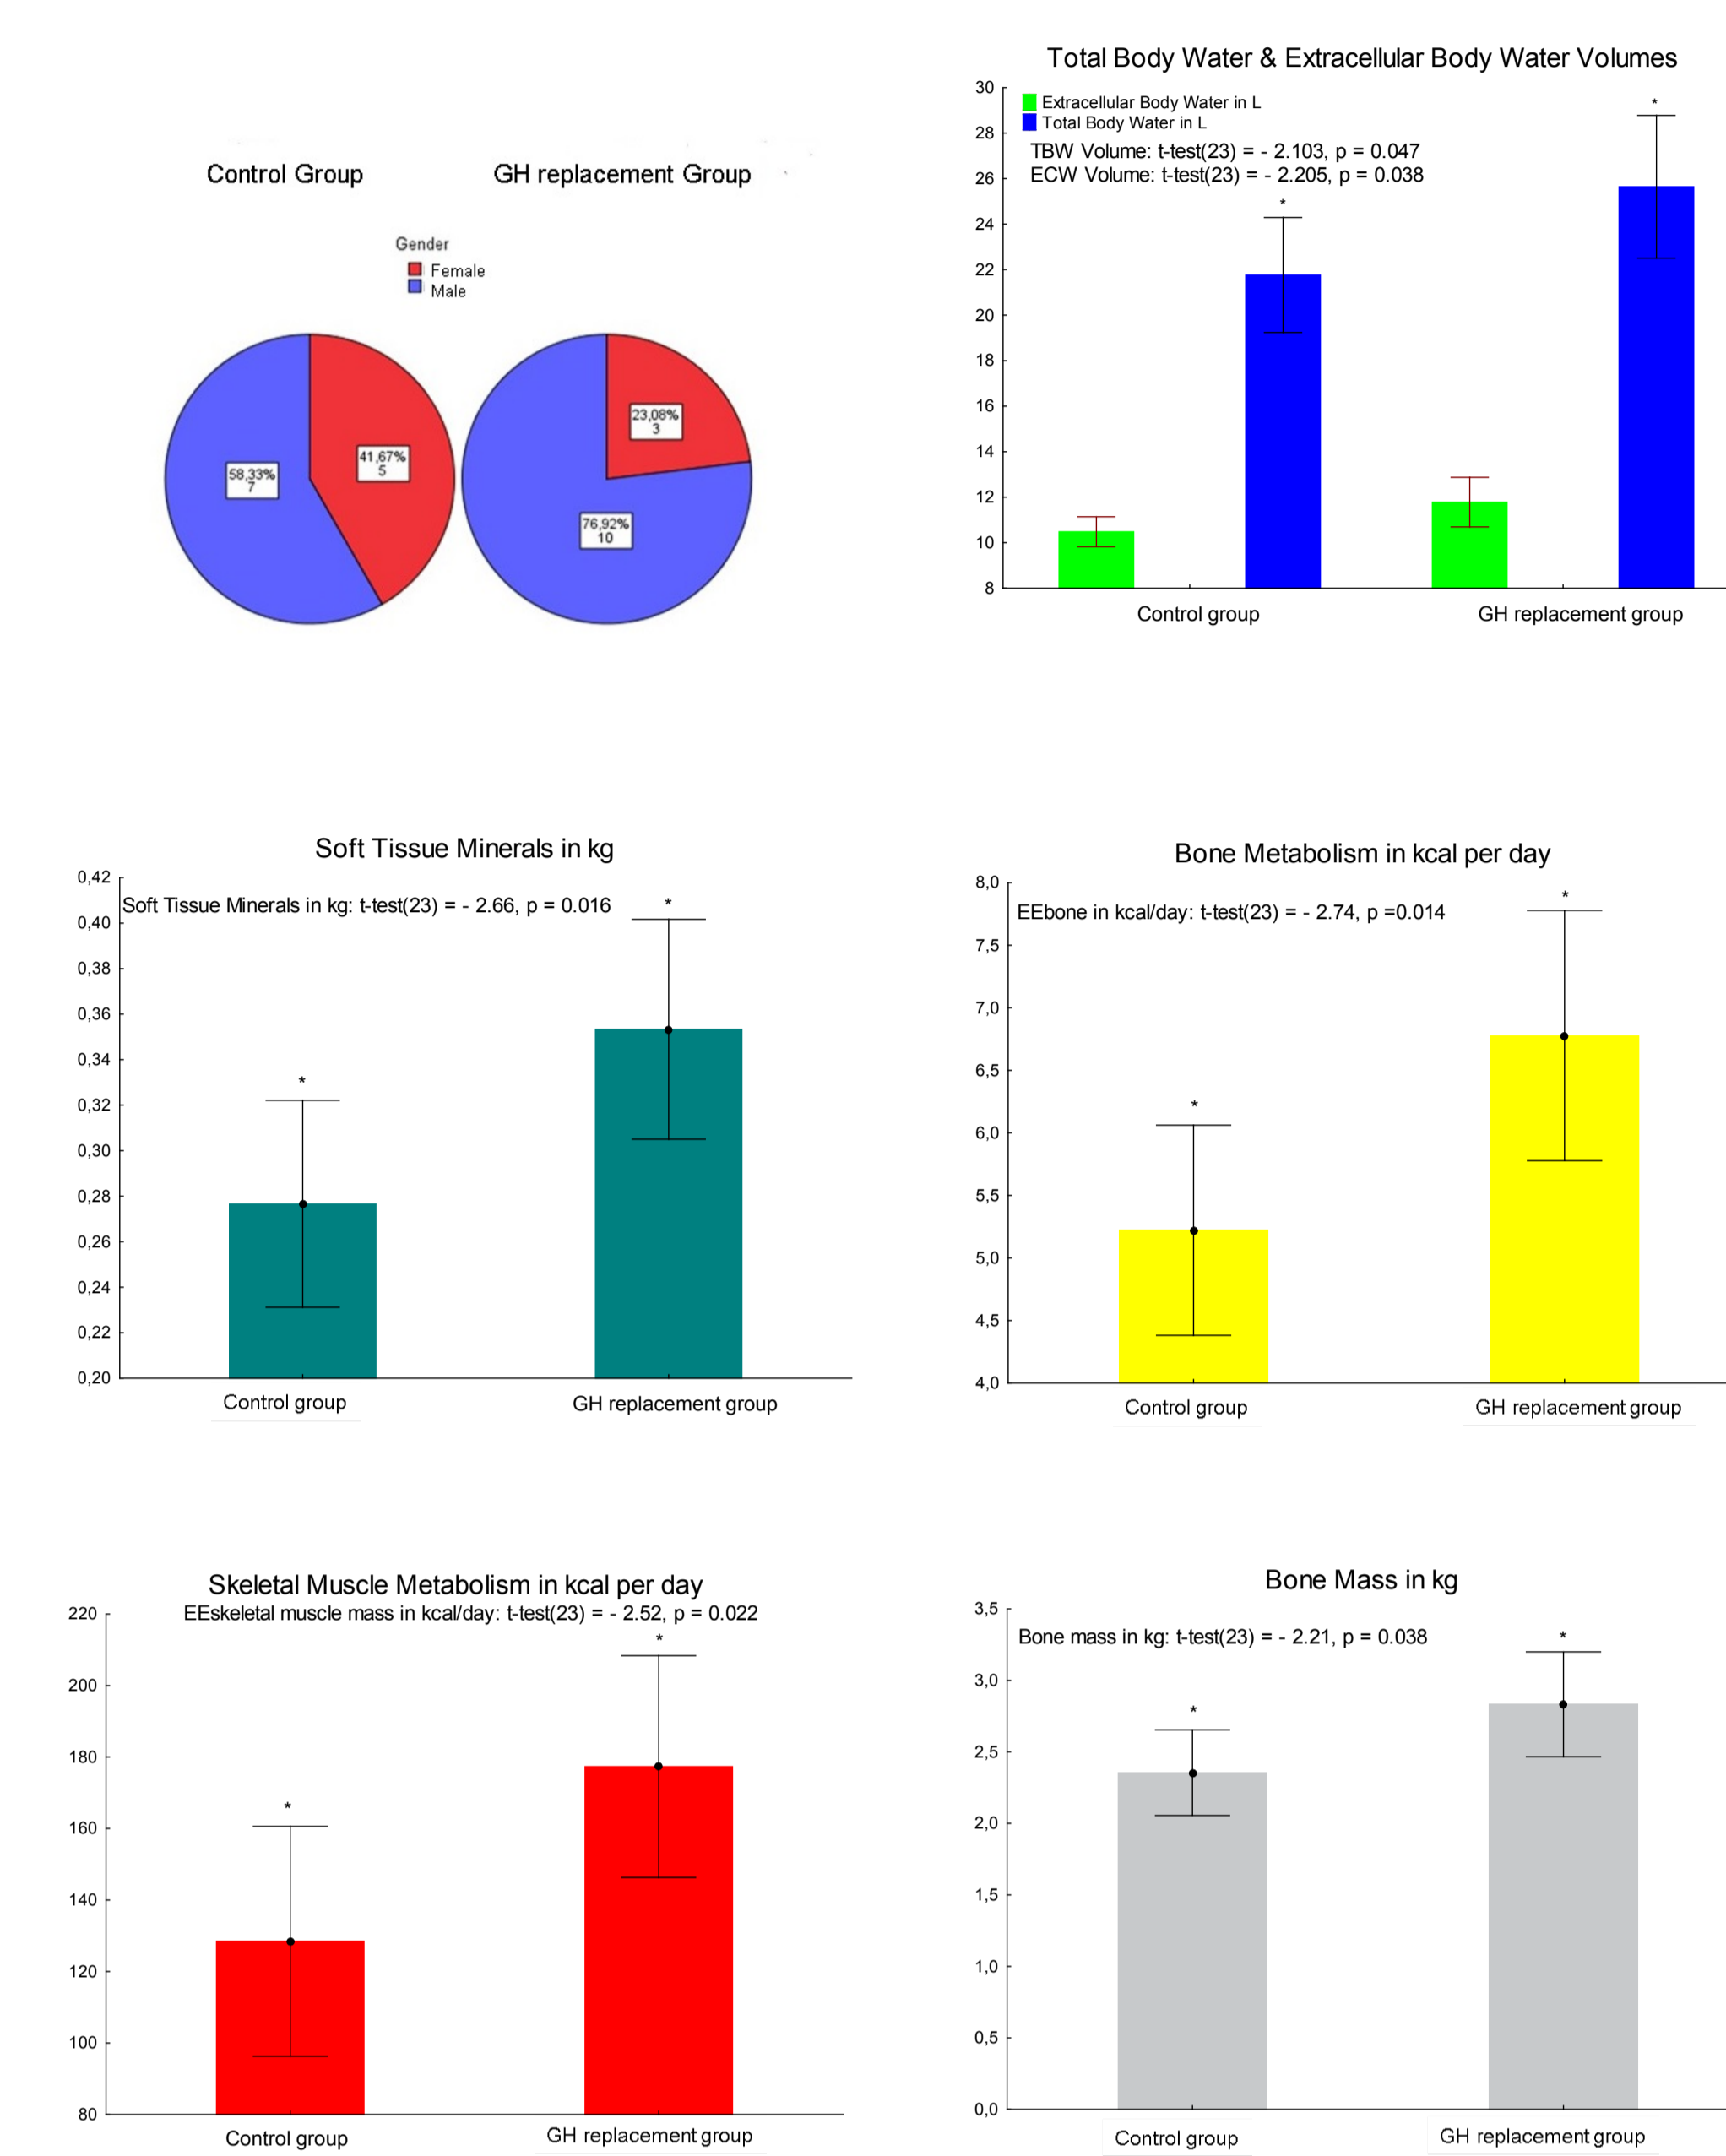 Control Group
GH replacement Group
Gender
Female
Male
58,33%
7
41,67%
5
23,08%
3
76,92%
10
Total Body Water & Extracellular Body Water Volumes
Extracellular Body Water in L
Total Body Water in L
TBW Volume: t-test(23) = - 2.103, p = 0.047
ECW Volume: t-test(23) = - 2.205, p = 0.038
30
28
26
24
22
20
18
16
14
12
10
8
*
*
Control group
GH replacement group
Soft Tissue Minerals in kg
Soft Tissue Minerals in kg: t-test(23) = - 2.66, p = 0.016
0,42
0,40
0,38
0,36
0,34
0,32
0,30
0,28
0,26
0,24
0,22
0,20
*
*
Control group
GH replacement group
Bone Metabolism in kcal per day
EEbone in kcal/day: t-test(23) = - 2.74, p =0.014
8,0
7,5
7,0
6,5
6,0
5,5
5,0
4,5
4,0
*
*
Control group
GH replacement group
Skeletal Muscle Metabolism in kcal per day
EEskeletal muscle mass in kcal/day: t-test(23) = - 2.52, p = 0.022
220
200
180
160
140
120
100
80
*
*
Control group
GH replacement group
Bone Mass in kg
Bone mass in kg: t-test(23) = - 2.21, p = 0.038
3,5
3,0
2,5
2,0
1,5
1,0
0,5
0,0
*
*
Control group
GH replacement group